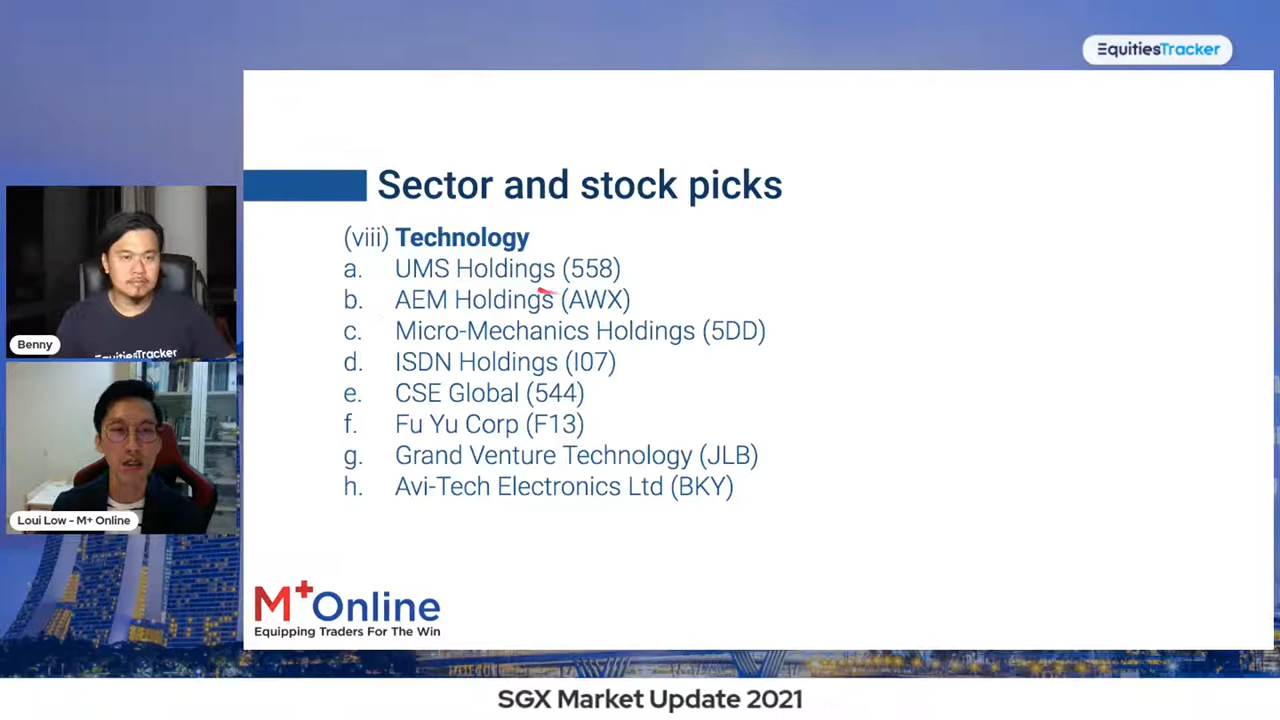 EquitiesTracker
Sector and stock picks
(viii) Technology
a. UMS Holdings (558)
b. AEM Holdings (AWX)
c. Micro-Mechanics Holdings (5DD)
d. ISDN Holdings (I07)
e. CSE Global (544)
f. Fu Yu Corp (F13)
g. Grand Venture Technology (JLB)
h. Avi-Tech Electronics Ltd (BKY)
EquitiesTracker
Benny
Loui Low - M+ Online
M+Online
Equipping Traders For The Win
SGX Market Update 2021